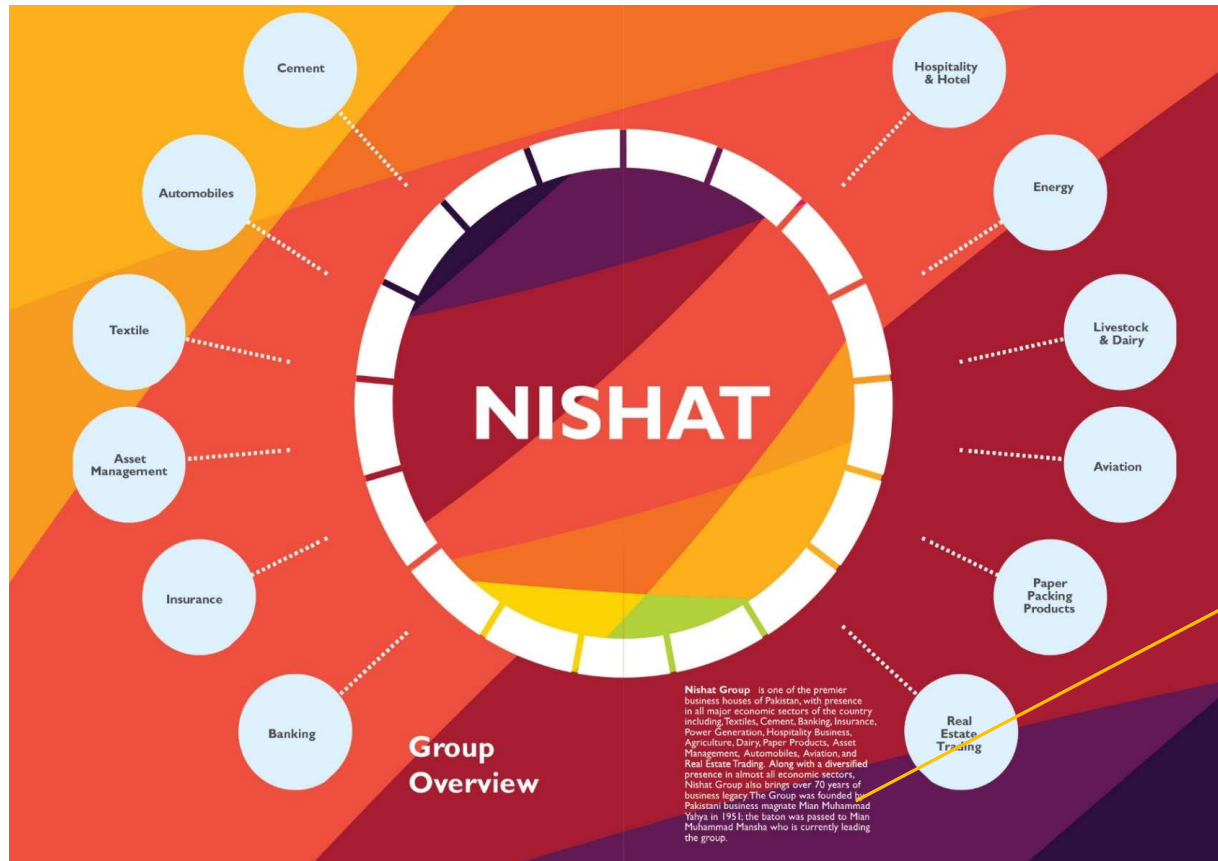 Cement
Hospitality
& Hotel
Automobiles
Energy
Textile
Livestock
& Dairy
NISHAT
Asset
Management
Aviation
Insurance
Paper
Packing
Products
Banking
Real
Estate
Trading
Group
Overview
Nishat Group is one of the premier
business houses of Pakistan, with presence
in all major economic sectors of the country
including, Textiles, Cement, Banking, Insurance,
Power Generation, Hospitality Business,
Agriculture, Dairy, Paper Products, Asset
Management, Automobiles, Aviation, and
Real Estate Trading. Along with a diversified
presence in almost all economic sectors,
Nishat Group also brings over 70 years of
business legacy. The Group was founded by
Pakistani business magnate Mian Muhammad
Yahya in 1951; the baton was passed to Mian
Muhammad Mansha who is currently leading
the group.